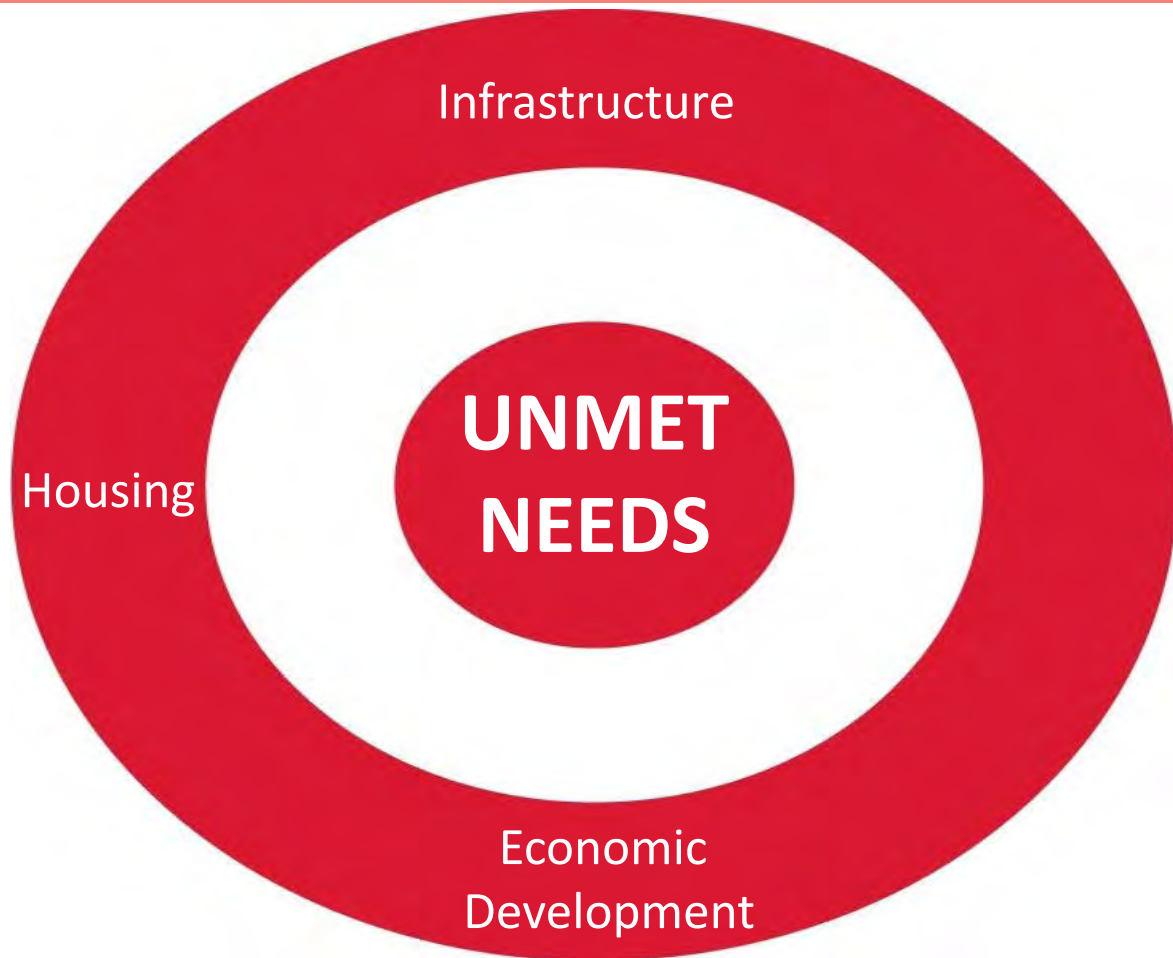 Infrastructure
UNMET
NEEDS
Housing
Economic
Development